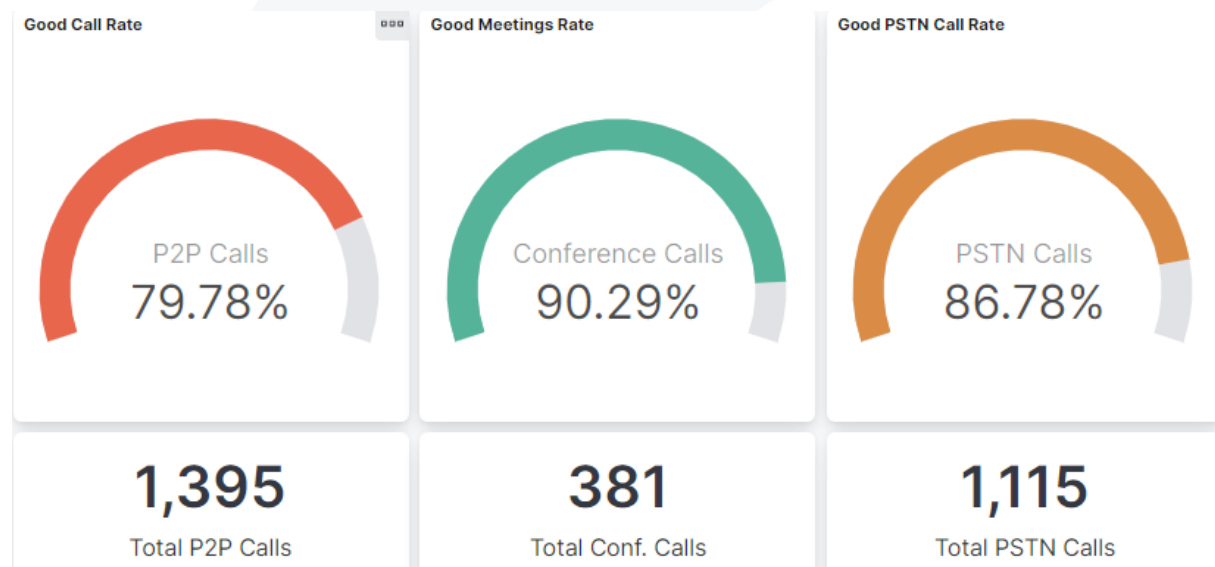 Good Call Rate
P2P Calls
79.78%
1,395
Total P2P Calls
Good Meetings Rate
Conference Calls
90.29%
381
Total Conf. Calls
Good PSTN Call Rate
PSTN Calls
86.78%
1,115
Total PSTN Calls